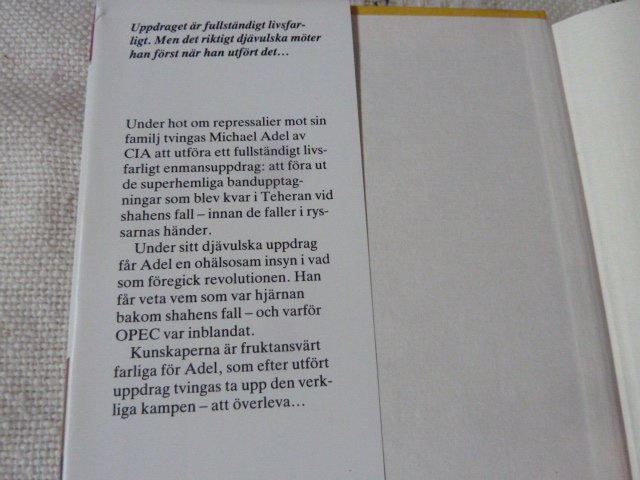 Uppdraget är fullständigt livsfar-
ligt. Men det riktigt djävulska möter
han först när han utfört det…
Under hot om repressalier mot sin
familj tvingas Michael Adel av
CIA att utföra ett fullständigt livs-
farligt enmansuppdrag: att föra ut
de superhemliga bandupptag-
ningar som blev kvar i Teheran vid
shahens fall – innan de faller i rys-
sarnas händer.
Under sitt djävulska uppdrag
får Adel en ohälsosam insyn i vad
som föregick revolutionen. Han
får veta vem som var hjärnan
bakom shahens fall – och varför
OPEC var inblandat.
Kunskaperna är fruktansvärt
farliga för Adel, som efter utfört
uppdrag tvingas ta upp den verk-
liga kampen – att överleva…